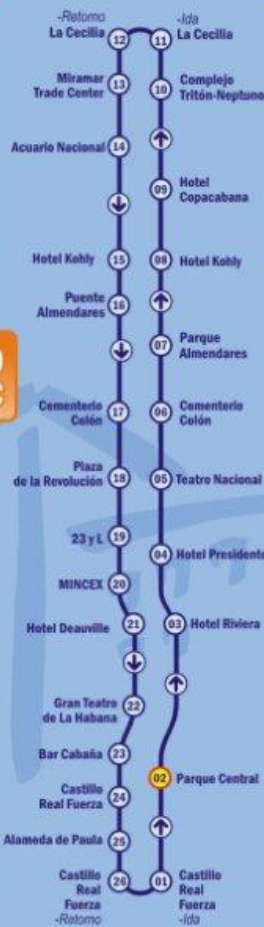 -Retorno
La Cecilia
12
11
-Ida
La Cecilia
Miramar
Trade Center
13
10
Complejo
Tritón-Neptuno
Acuario Nacional
14
09
Hotel
Copacabana
Hotel Kohly
15
08
Hotel Kohly
Puente
Almendares
16
07
Parque
Almendares
Cementerio
Colón
17
06
Cementerio
Colón
Plaza
de la Revolución
18
05
Teatro Nacional
23 y L
19
04
Hotel Presidente
MINCEX
20
Hotel Deauville
21
03
Hotel Riviera
Gran Teatro
de La Habana
22
Bar Cabaña
23
02
Parque Central
Castillo
Real Fuerza
24
Alameda de Paula
25
Castillo
Real
Fuerza
-Retorno
26
01
Castillo
Real
Fuerza
-Ida